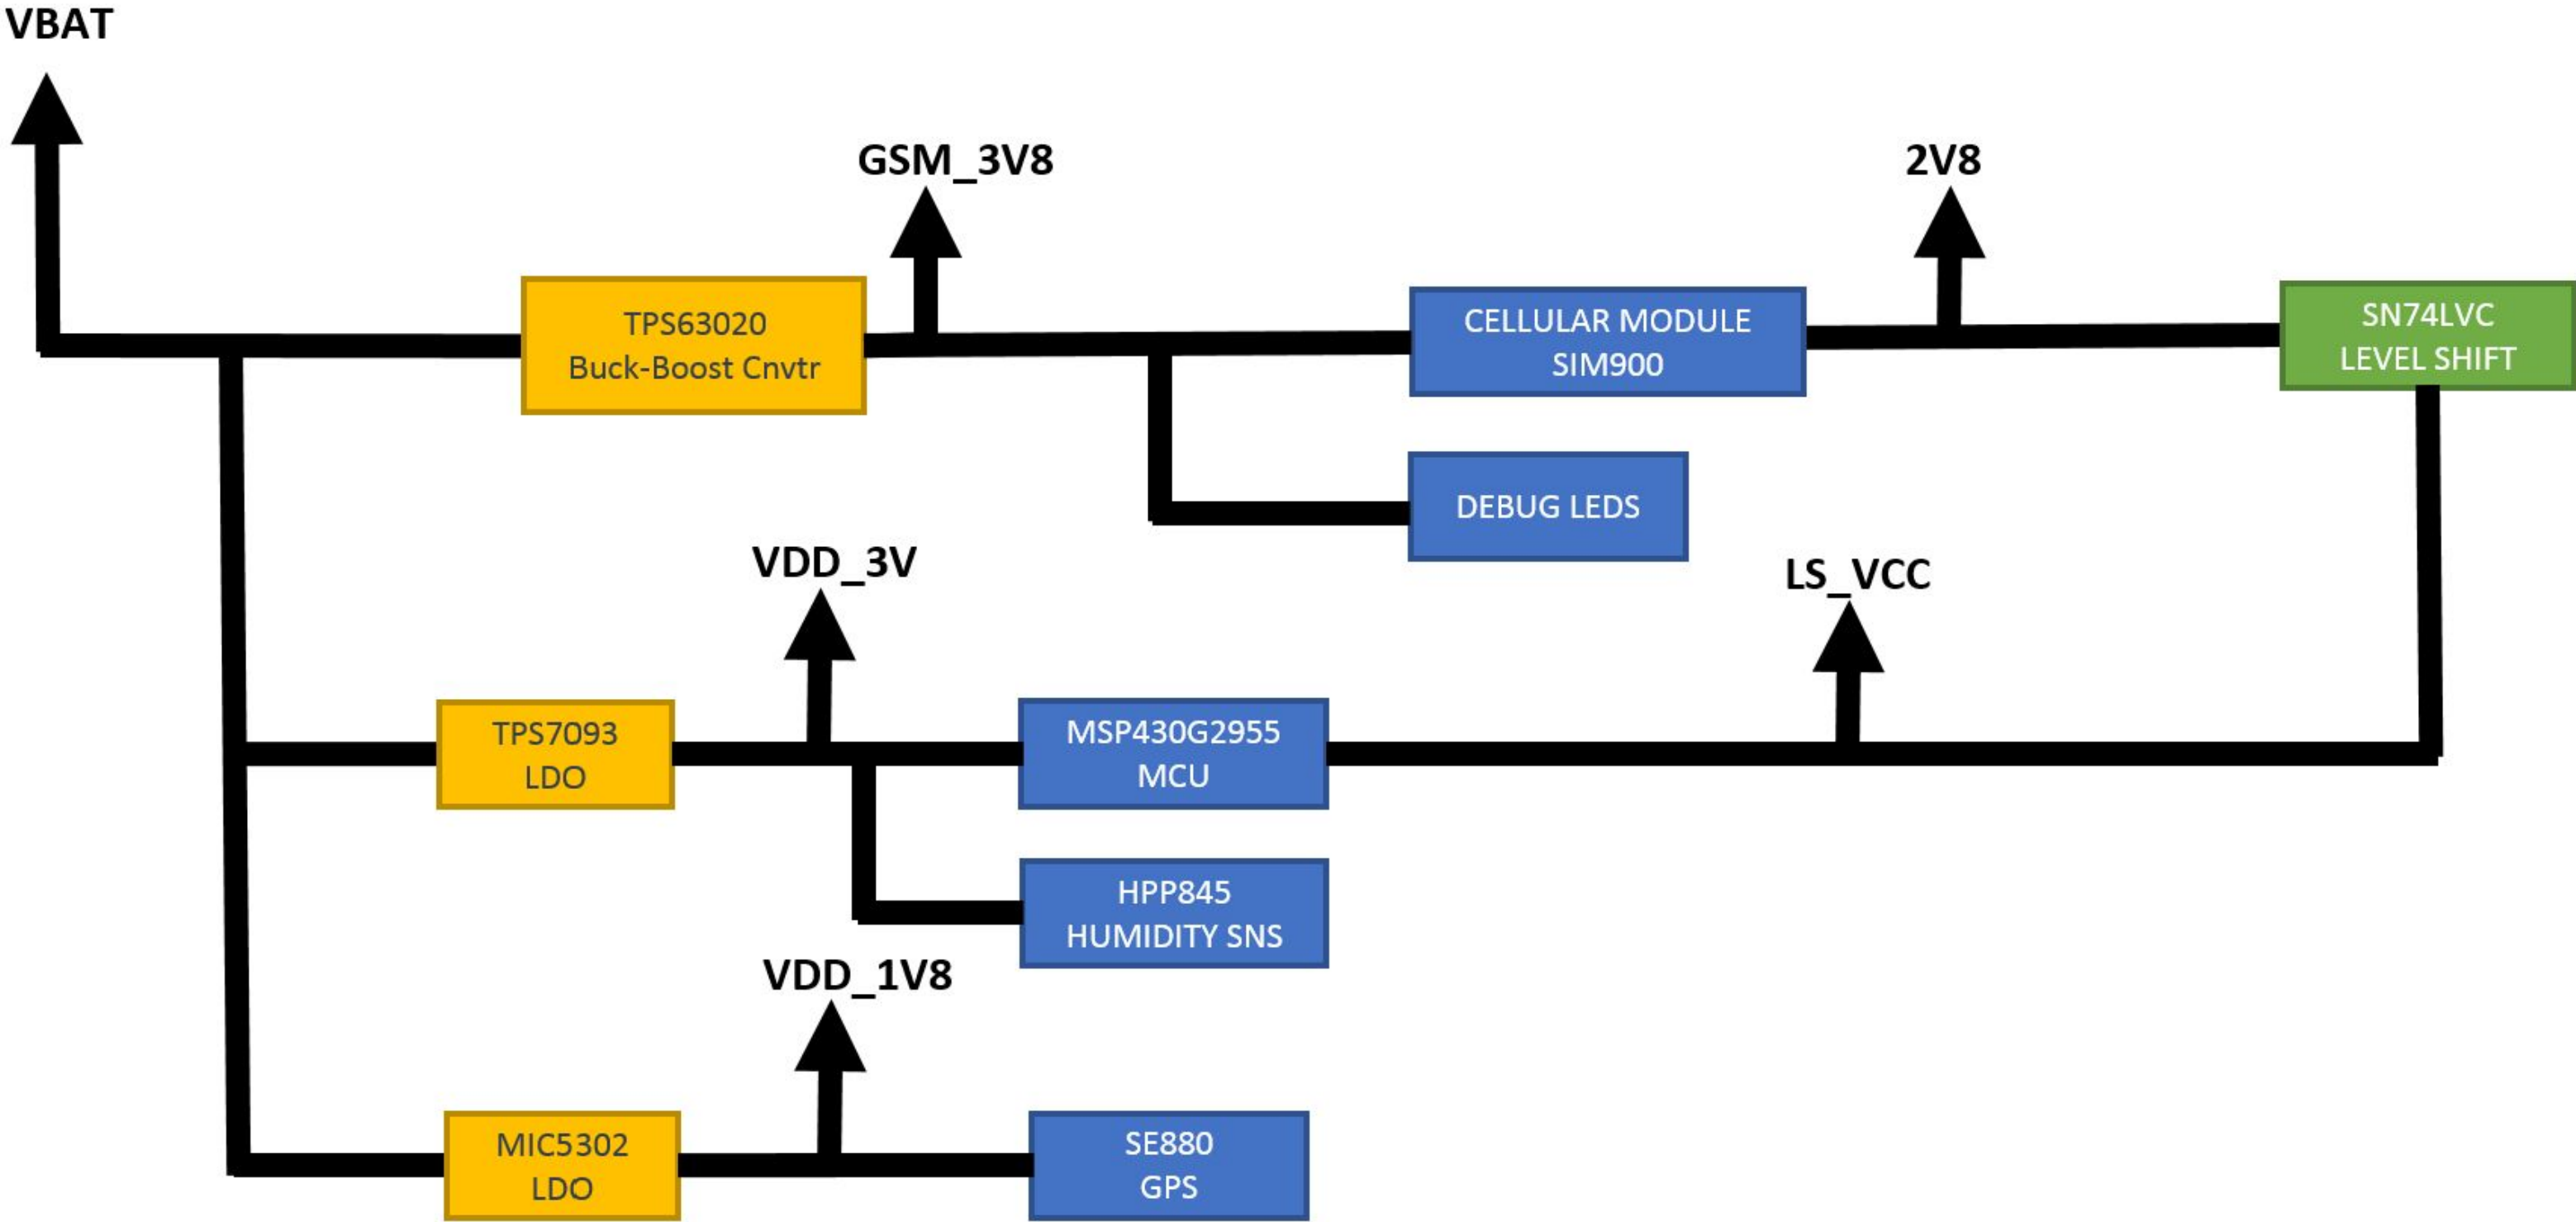 VBAT
GSM_3V8
2V8
TPS63020
Buck-Boost Cnvtr
CELLULAR MODULE
SIM900
SN74LVC
LEVEL SHIFT
DEBUG LEDS
VDD_3V
LS_VCC
TPS7093
LDO
MSP430G2955
MCU
HPP845
HUMIDITY SNS
VDD_1V8
MIC5302
LDO
SE880
GPS